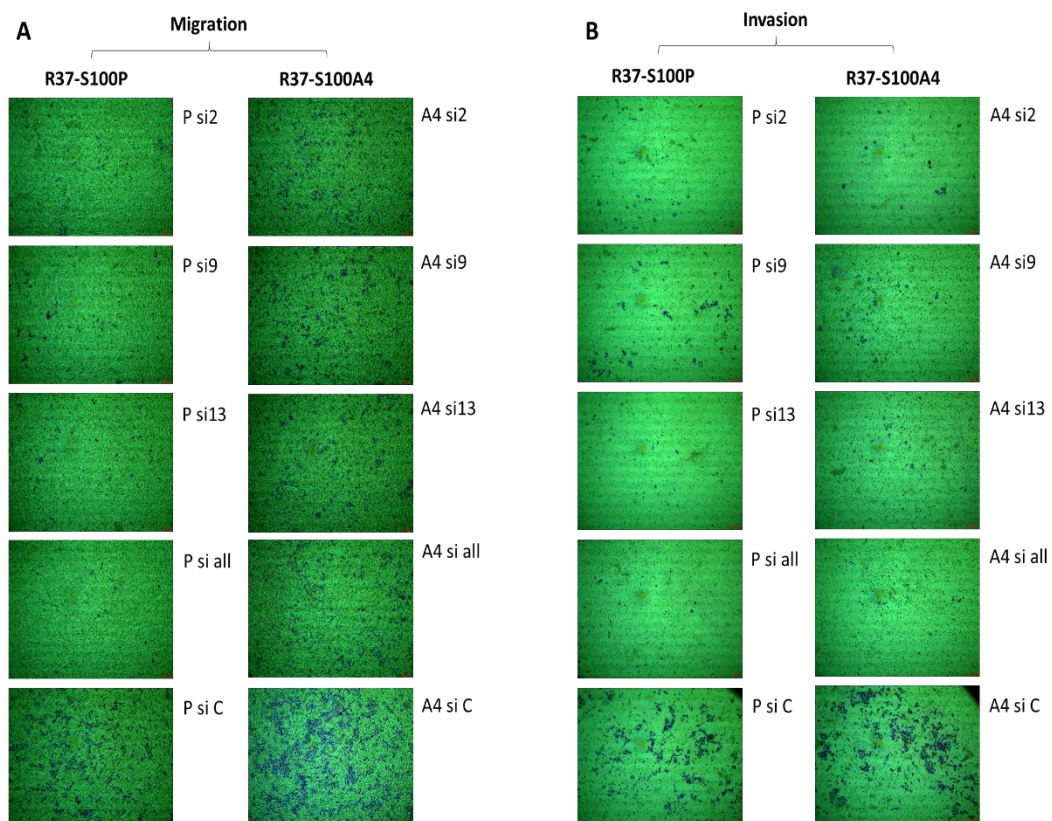 A
Migration
R37-S100P
R37-S100A4
P si2
A4 si2
P si9
A4 si9
P si13
A4 si13
P si all
A4 si all
P si C
A4 si C
B
Invasion
R37-S100P
R37-S100A4
P si2
A4 si2
P si9
A4 si9
P si13
A4 si13
P si all
A4 si all
P si C
A4 si C